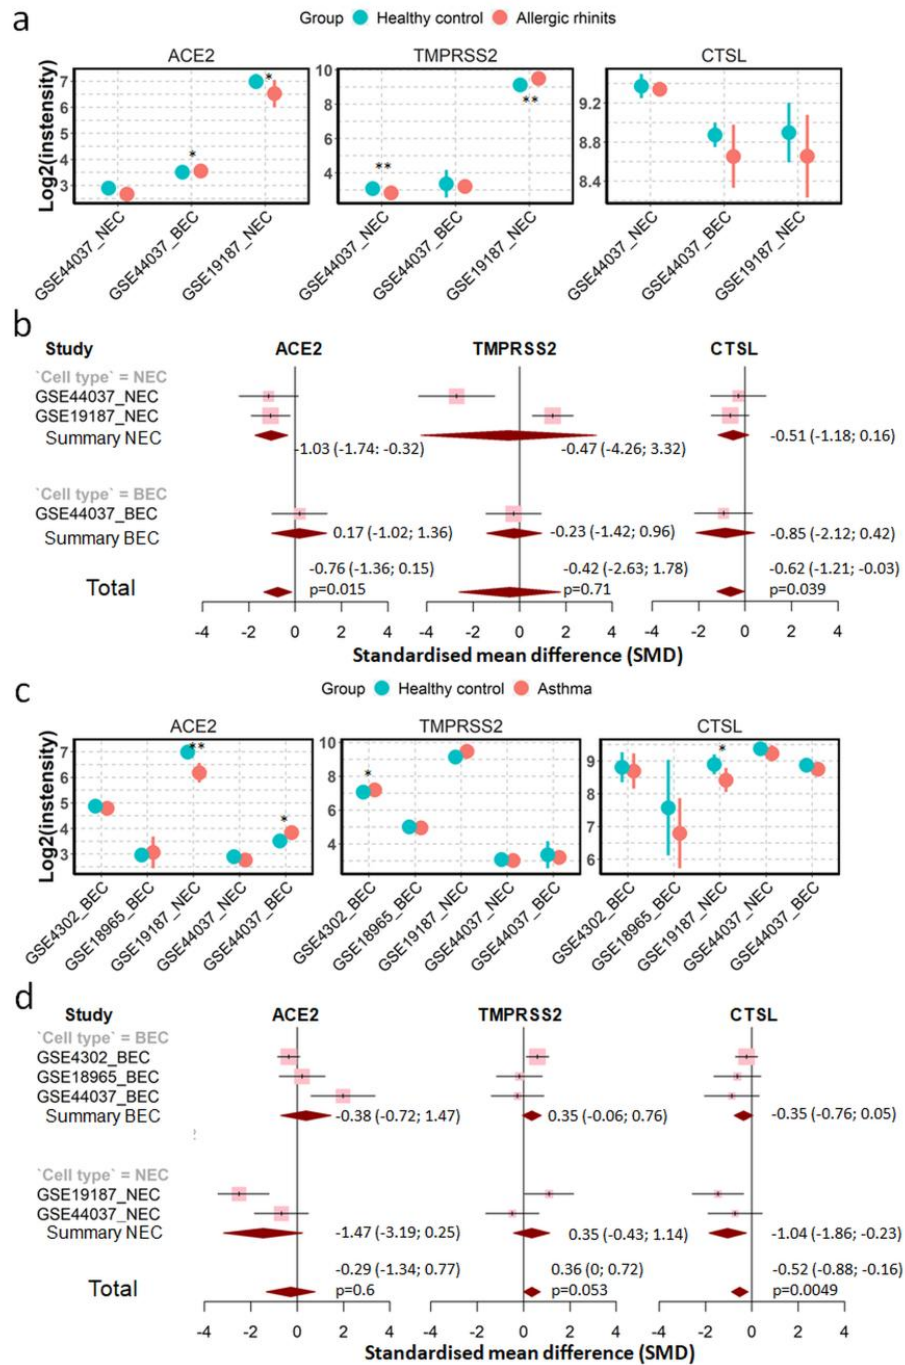 a
Group Healthy control Allergic rhinits
ACE2 TMPRSS2 CTSL
Log2(instensity)
7
6
5
4
3
10
8
6
4
9.2
8.8
8.4
*
*
**
**
GSE44037_NEC GSE44037_BEC GSE19187_NEC GSE44037_NEC GSE44037_BEC GSE19187_NEC GSE44037_NEC GSE44037_BEC GSE19187_NEC
b
Study ACE2 TMPRSS2 CTSL
`Cell type` = NEC
GSE44037_NEC
GSE19187_NEC
Summary NEC -1.03 (-1.74: -0.32) -0.47 (-4.26; 3.32) -0.51 (-1.18; 0.16)
`Cell type` = BEC
GSE44037_BEC
Summary BEC 0.17 (-1.02; 1.36) -0.23 (-1.42; 0.96) -0.85 (-2.12; 0.42)
-0.76 (-1.36; 0.15) -0.42 (-2.63; 1.78) -0.62 (-1.21; -0.03)
Total p=0.015 p=0.71 p=0.039
-4 -2 0 2 4 -4 -2 0 2 4 -4 -2 0 2 4
Standardised mean difference (SMD)
c
Group Healthy control Asthma
ACE2 TMPRSS2 CTSL
Log2(intensity)
7
6
5
4
3
10
8
6
4
9
8
7
6
**
*
*
*
GSE4302_BEC GSE18965_BEC GSE19187_NEC GSE44037_NEC GSE44037_BEC GSE4302_BEC GSE18965_BEC GSE19187_NEC GSE44037_NEC GSE44037_BEC GSE4302_BEC GSE18965_BEC GSE19187_NEC GSE44037_NEC GSE44037_BEC
d
Study ACE2 TMPRSS2 CTSL
`Cell type` = BEC
GSE4302_BEC
GSE18965_BEC
GSE44037_BEC
Summary BEC -0.38 (-0.72; 1.47) 0.35 (-0.06; 0.76) -0.35 (-0.76; 0.05)
`Cell type` = NEC
GSE19187_NEC
GSE44037_NEC
Summary NEC -1.47 (-3.19; 0.25) 0.35 (-0.43; 1.14) -1.04 (-1.86; -0.23)
-0.29 (-1.34; 0.77) 0.36 (0; 0.72) -0.52 (-0.88; -0.16)
Total p=0.6 p=0.053 p=0.0049
-4 -2 0 2 4 -4 -2 0 2 4 -4 -2 0 2 4
Standardised mean difference (SMD)